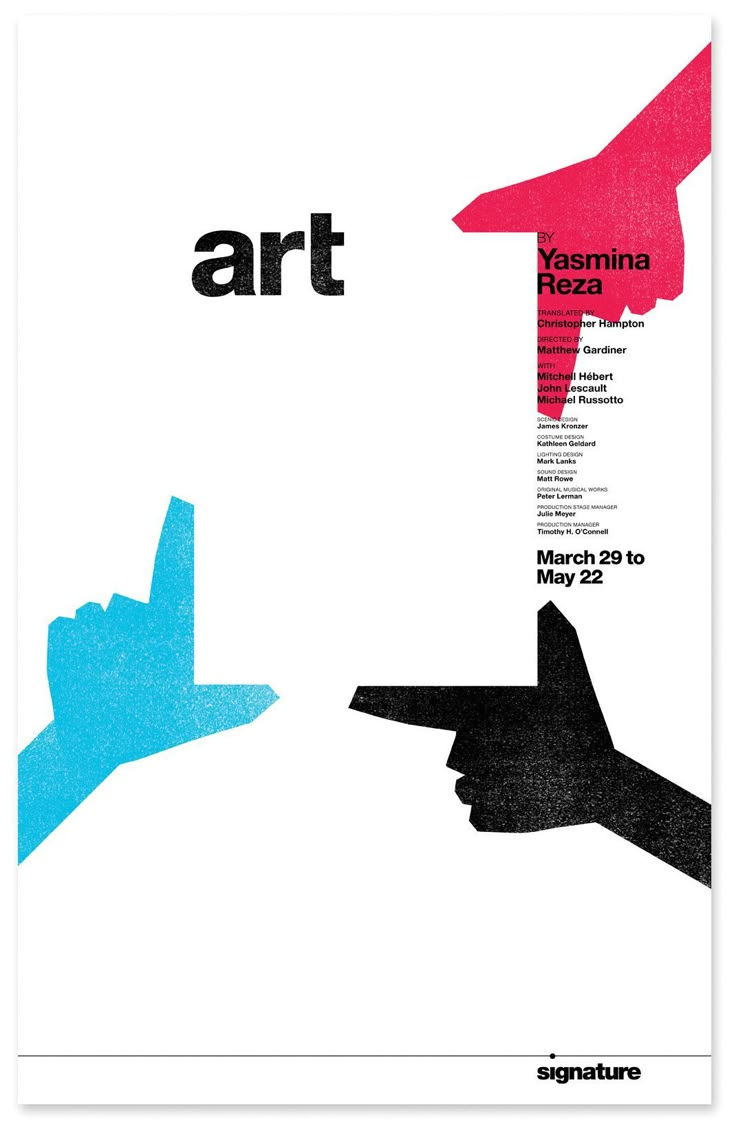 art
BY
Yasmina
Reza
TRANSLATED BY
Christopher Hampton
DIRECTED BY
Matthew Gardiner
WITH
Mitchell Hébert
John Lescault
Michael Russotto
SCENIC DESIGN
James Kronzer
COSTUME DESIGN
Kathleen Geldard
LIGHTING DESIGN
Mark Lanks
SOUND DESIGN
Matt Rowe
ORIGINAL MUSICAL WORKS
Peter Lerman
PRODUCTION STAGE MANAGER
Julie Meyer
PRODUCTION MANAGER
Timothy H. O'Connell
March 29 to
May 22
signature